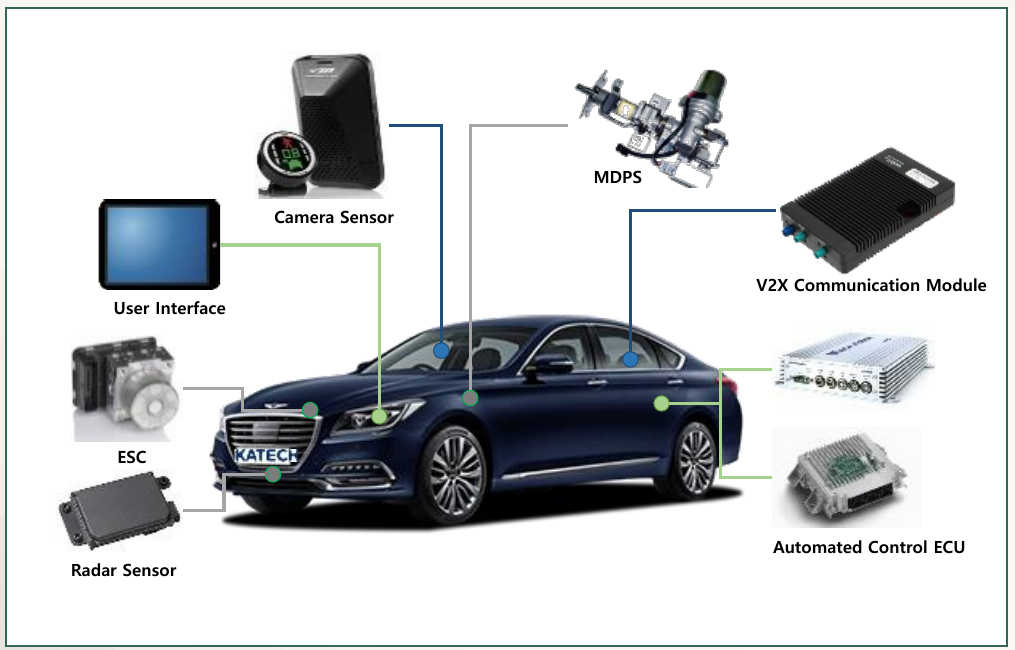 Camera Sensor
MDPS
V2X Communication Module
User Interface
ESC
KATECH
Radar Sensor
Automated Control ECU